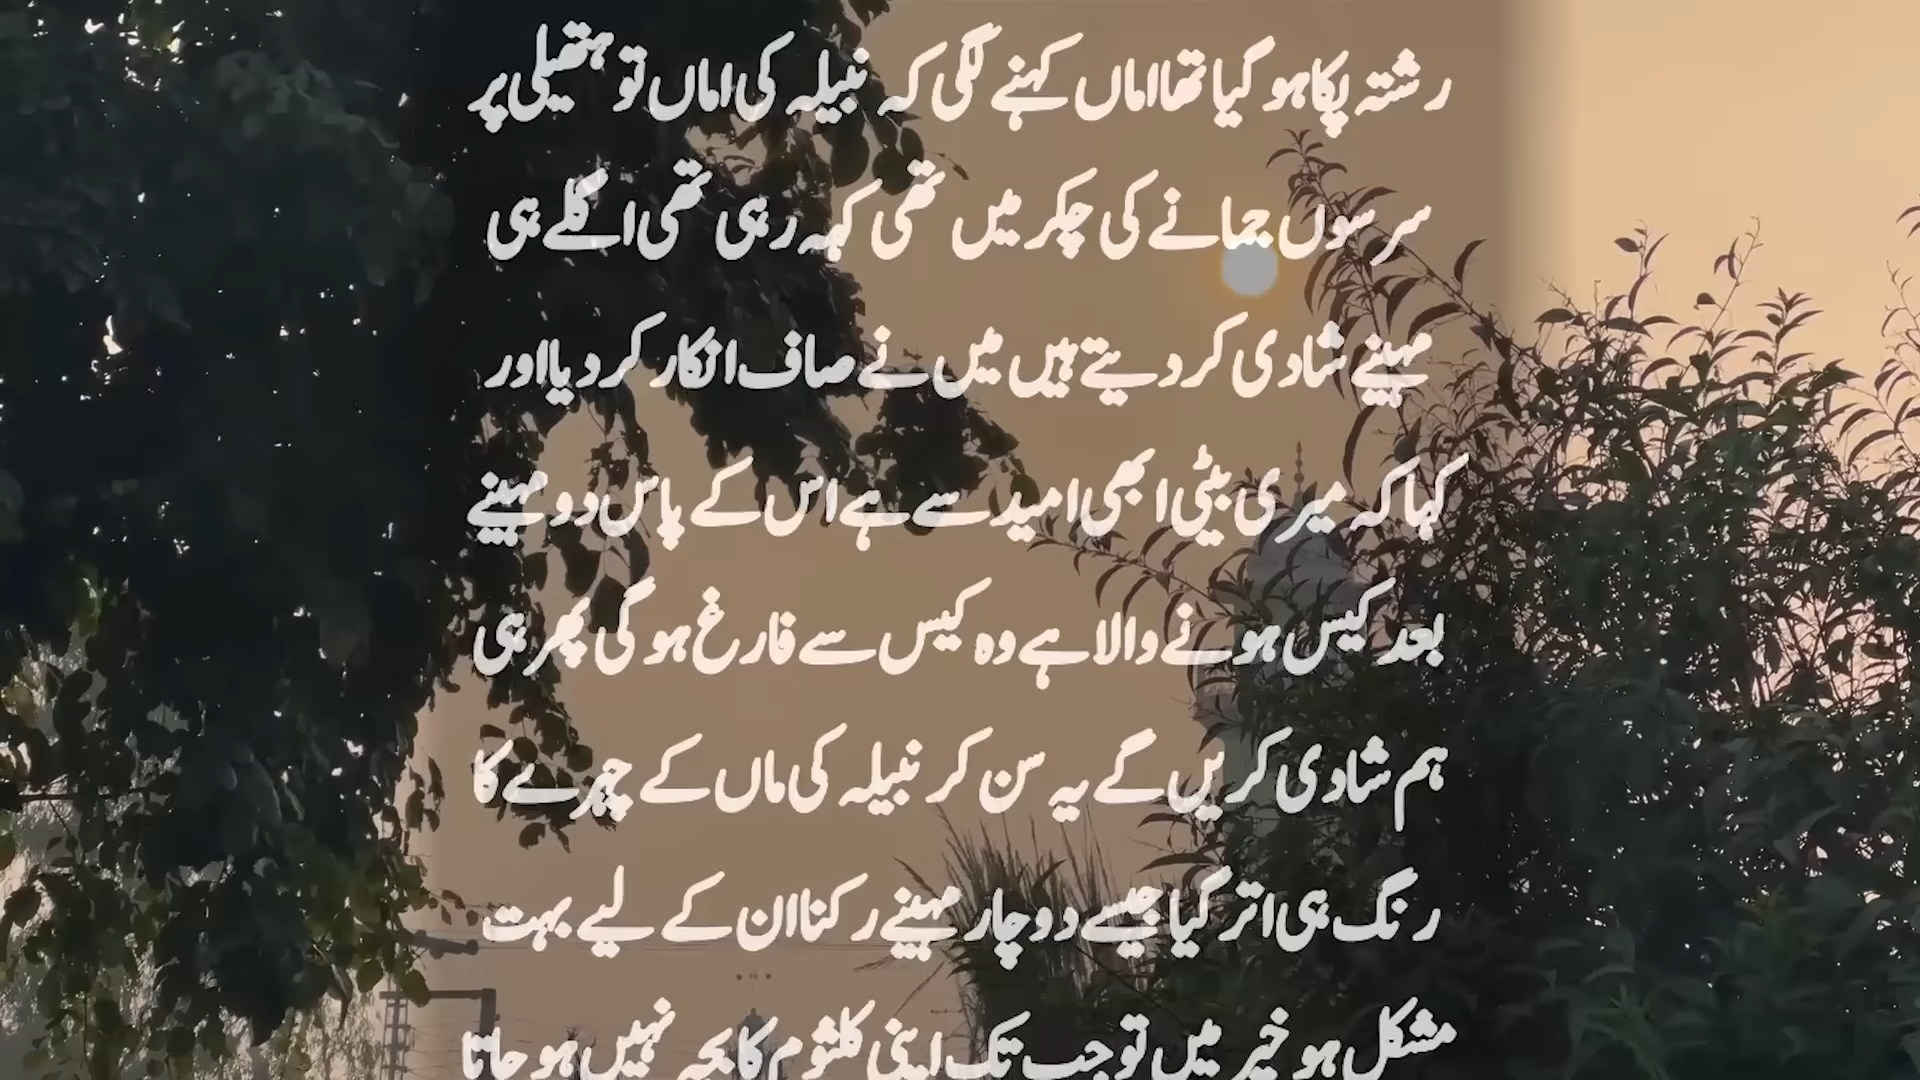 رشتہ پکا ہو گیا تھا اماں کہنے لگی کہ نبیلہ کی اماں تو ہتھیلی پر
سرسوں جمانے کی چکر میں تھی کہہ رہی تھی اگلے ہی
مہینے شادی کر دیتے ہیں میں نے صاف انکار کر دیا اور
کہا کہ میری بیٹی ابھی امید سے ہے اس کے پاس دو مہینے
بعد کیس ہونے والا ہے وہ کیس سے فارغ ہو گی پھر ہی
ہم شادی کریں گے یہ سن کر نبیلہ کی ماں کے چہرے کا
رنگ ہی اتر گیا جیسے دو چار مہینے رکنا ان کے لیے بہت
مشکل ہو خیر میں تو جب تک اپنی کلثوم کا بچہ نہیں ہو جاتا